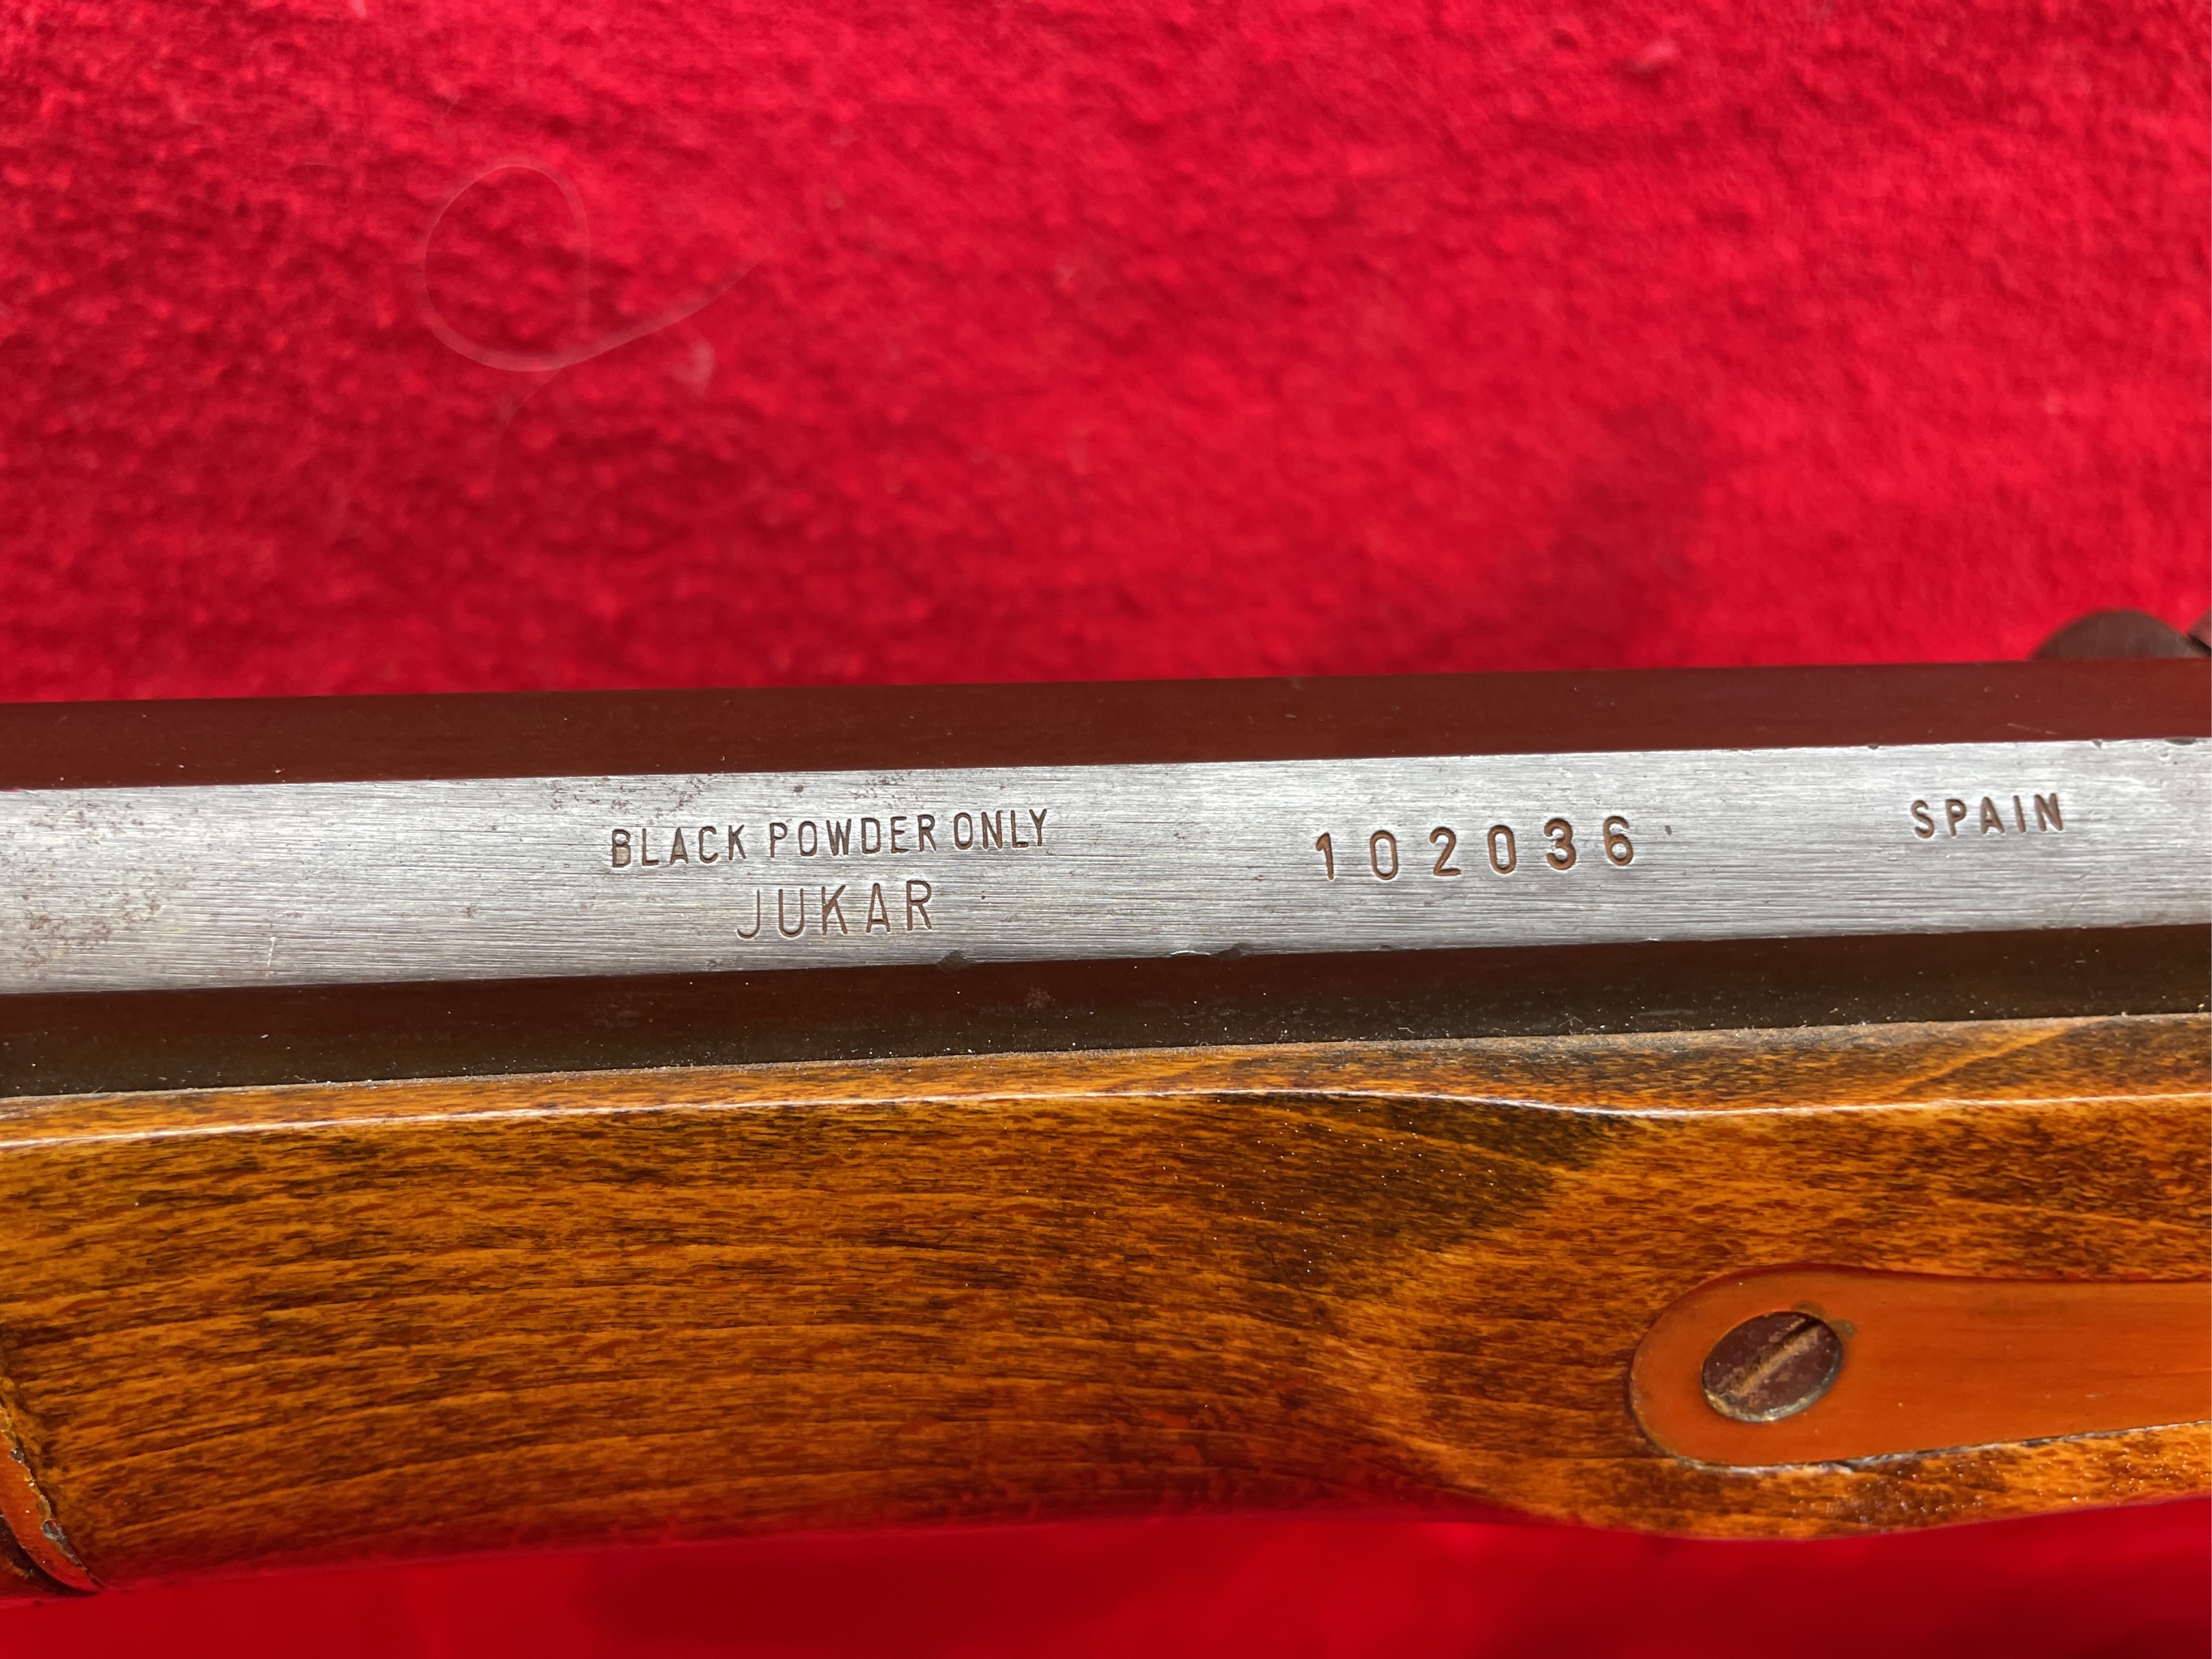 BLACK POWDER ONLY
JUKAR
102036
SPAIN